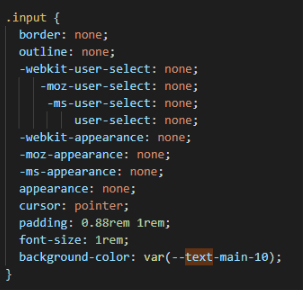 .input {
border: none;
outline: none;
-webkit-user-select: none;
-moz-user-select: none;
-ms-user-select: none;
user-select: none;
-webkit-appearance: none;
-moz-appearance: none;
-ms-appearance: none;
appearance: none;
cursor: pointer;
padding: 0.88rem 1rem;
font-size: 1rem;
background-color: var(--text-main-10);
}